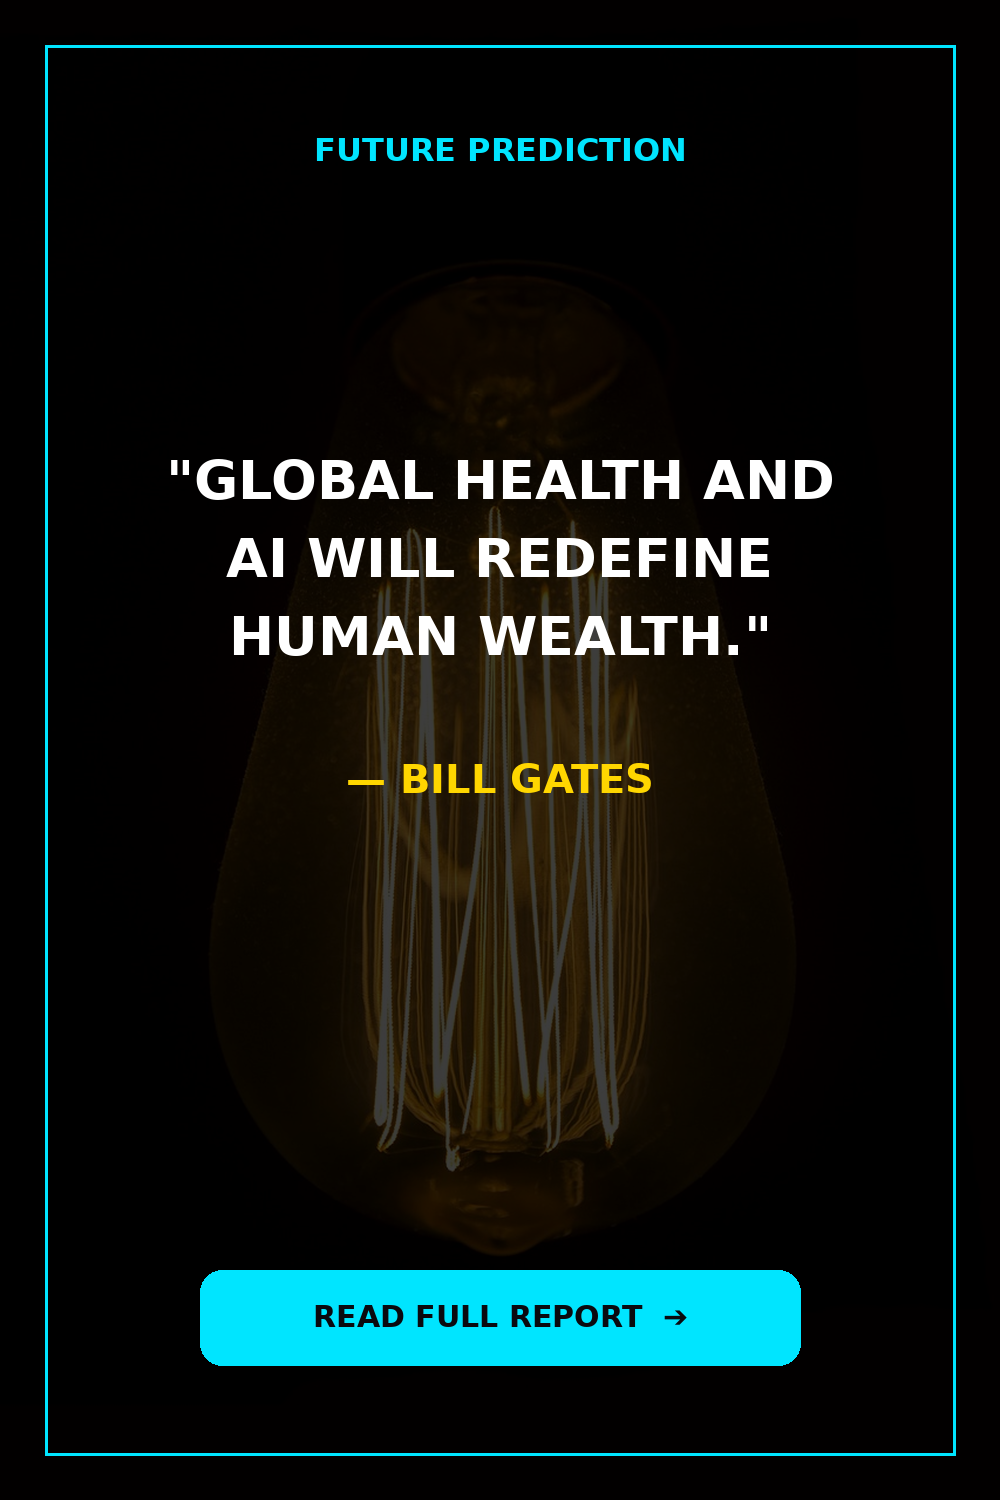 FUTURE PREDICTION
"GLOBAL HEALTH AND
AI WILL REDEFINE
HUMAN WEALTH."
— BILL GATES
READ FULL REPORT ➔